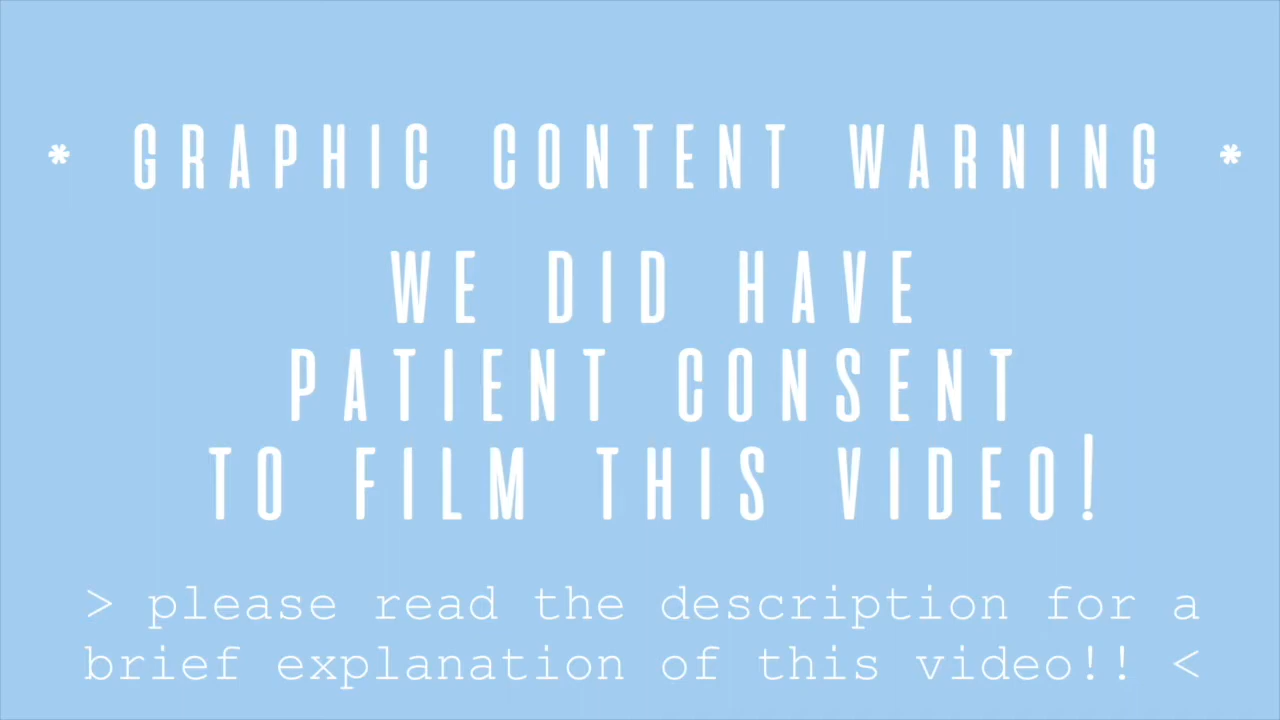 * GRAPHIC CONTENT WARNING *
WE DID HAVE
PATIENT CONSENT
TO FILM THIS VIDEO!
> please read the description for a
brief explanation of this video!! <